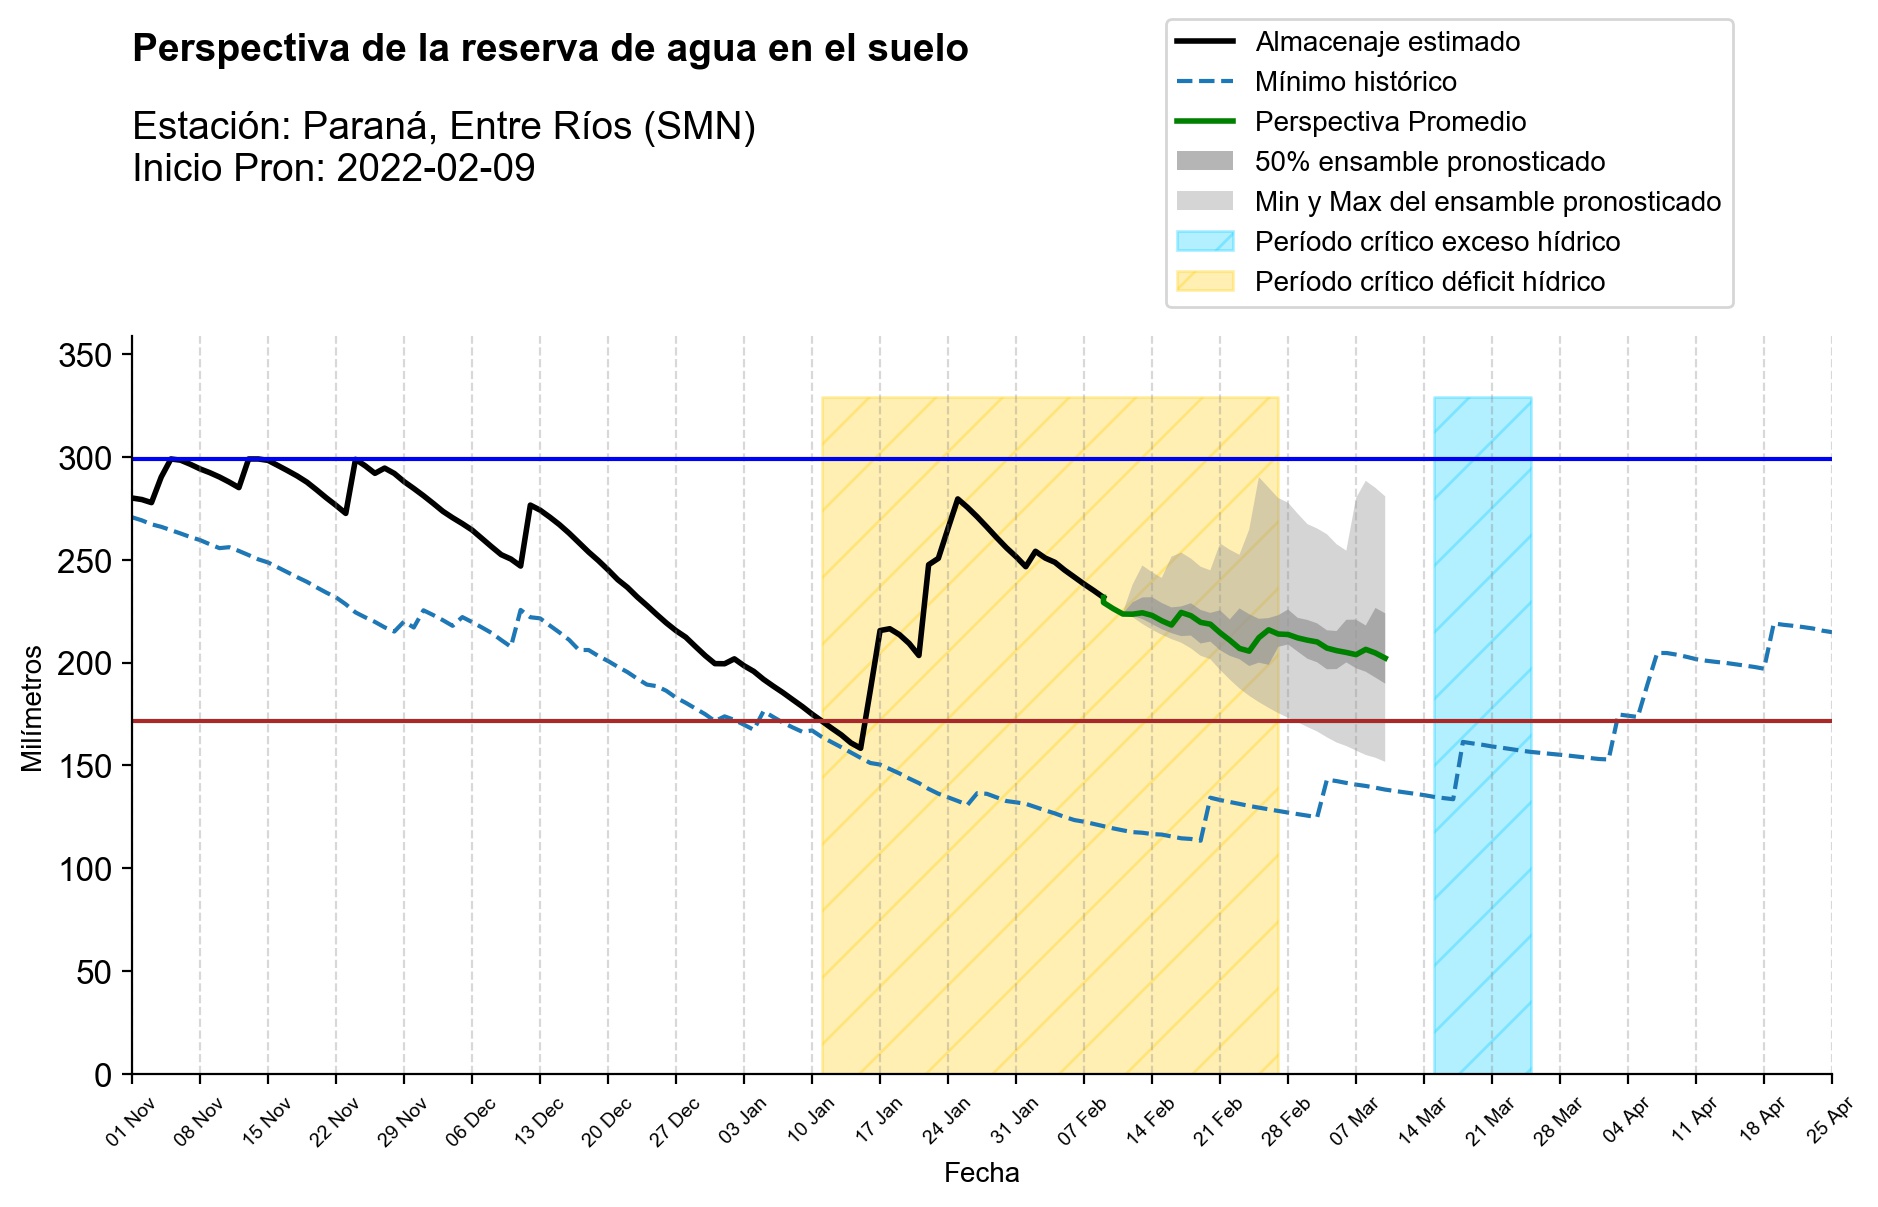 Perspectiva de la reserva de agua en el suelo
Estación: Paraná, Entre Ríos (SMN)
Inicio Pron: 2022-02-09
Almacenaje estimado
Mínimo histórico
Perspectiva Promedio
50% ensamble pronosticado
Min y Max del ensamble pronosticado
Período crítico exceso hídrico
Período crítico déficit hídrico
350
300
250
200
150
100
50
0
Milímetros
01 Nov
08 Nov
15 Nov
22 Nov
29 Nov
06 Dec
13 Dec
20 Dec
27 Dec
03 Jan
10 Jan
17 Jan
24 Jan
31 Jan
07 Feb
14 Feb
21 Feb
28 Feb
07 Mar
14 Mar
21 Mar
28 Mar
04 Apr
11 Apr
18 Apr
25 Apr
Fecha